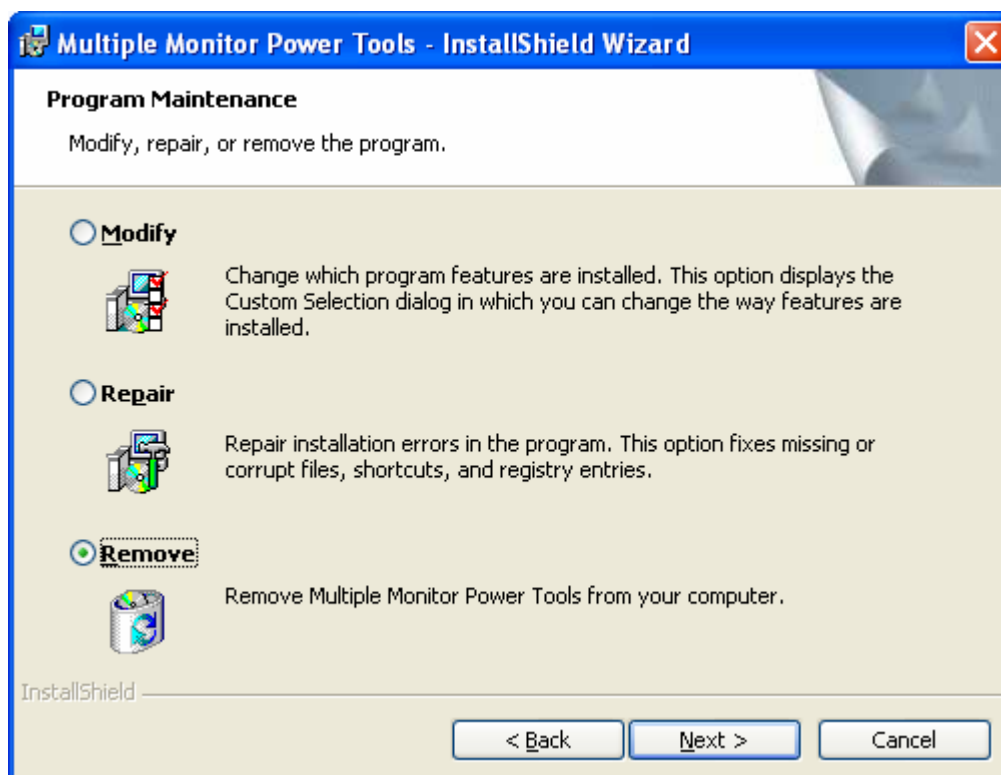 Multiple Monitor Power Tools - InstallShield Wizard
Program Maintenance
Modify, repair, or remove the program.
Modify
Change which program features are installed. This option displays the
Custom Selection dialog in which you can change the way features are
installed.
Repair
Repair installation errors in the program. This option fixes missing or
corrupt files, shortcuts, and registry entries.
Remove
Remove Multiple Monitor Power Tools from your computer.
InstallShield
< Back
Next >
Cancel